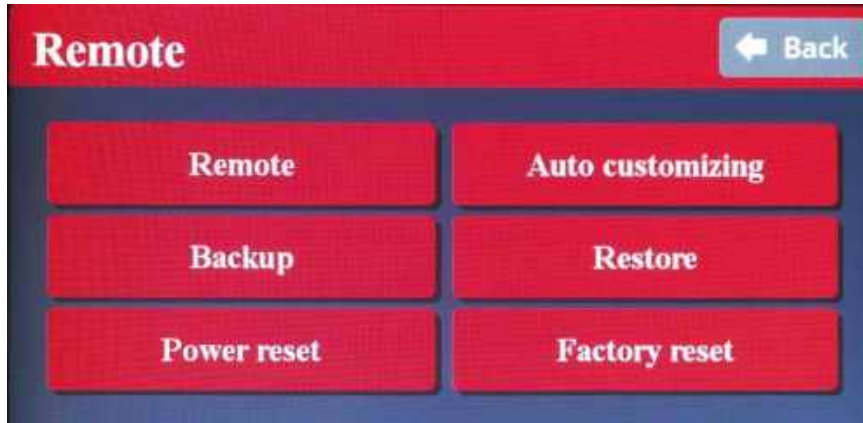 Remote
Back
Remote
Auto customizing
Backup
Restore
Power reset
Factory reset